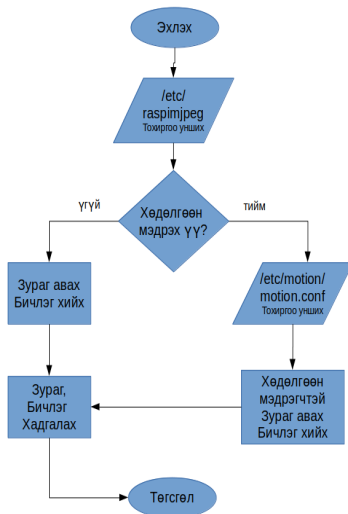 Эхлэх
/etc/
raspimjpeg
Тохиргоо унших
Хөдөлгөөн
мэдрэх үү?
үгүй
тийм
Зураг авах
Бичлэг хийх
/etc/motion/
motion.conf
Тохиргоо унших
Зураг,
Бичлэг
Хадгалах
Хөдөлгөөн
мэдрэгчтэй
Зураг авах
Бичлэг хийх
Төгсгөл